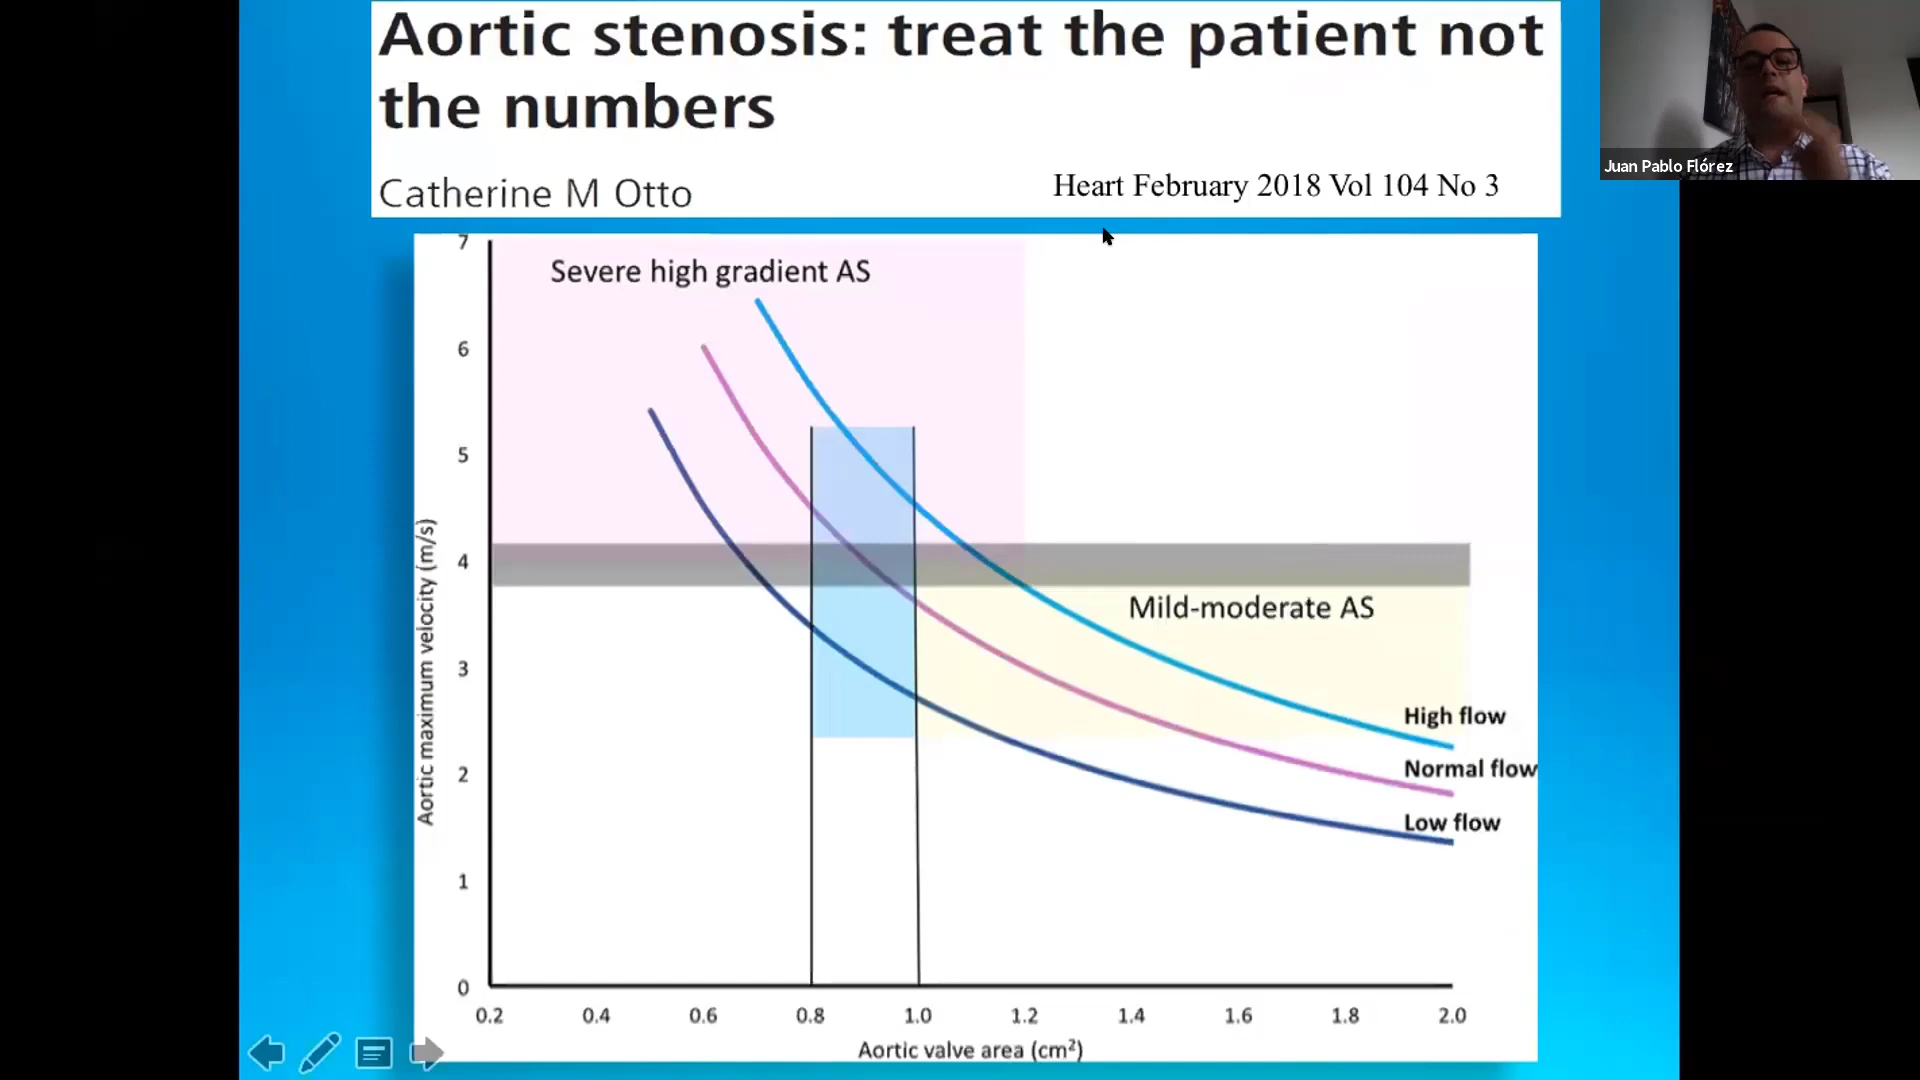 Aortic stenosis: treat the patient not
the numbers
Catherine M Otto
Heart February 2018 Vol 104 No 3
Juan Pablo Flórez
Severe high gradient AS
Mild-moderate AS
High flow
Normal flow
Low flow
Aortic maximum velocity (m/s)
7
6
5
4
3
2
1
0
0.2 0.4 0.6 0.8 1.0 1.2 1.4 1.6 1.8 2.0
Aortic valve area (cm²)